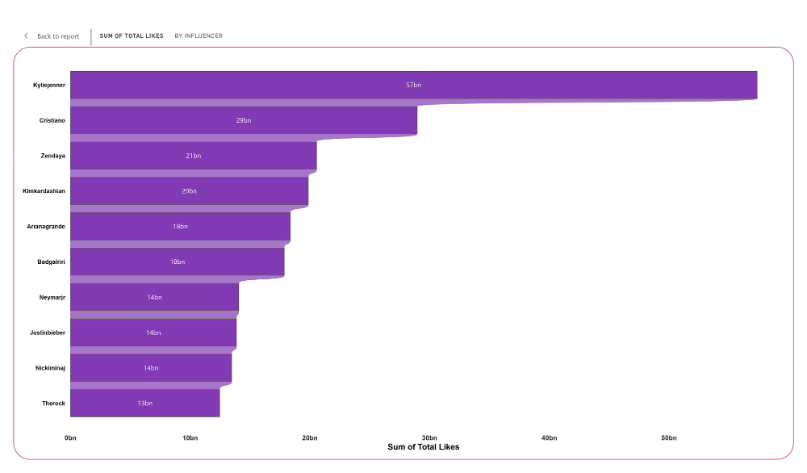 Back to report SUM OF TOTAL LIKES BY INFLUENCER
Kyliejenner 57bn
Cristiano 29bn
Zendaya 21bn
Kimkardashian 20bn
Arianagrande 18bn
Badgalriri 18bn
Neymarjr 14bn
Justinbieber 14bn
Nickiminaj 14bn
Therock 13bn
0bn 10bn 20bn 30bn 40bn 50bn
Sum of Total Likes